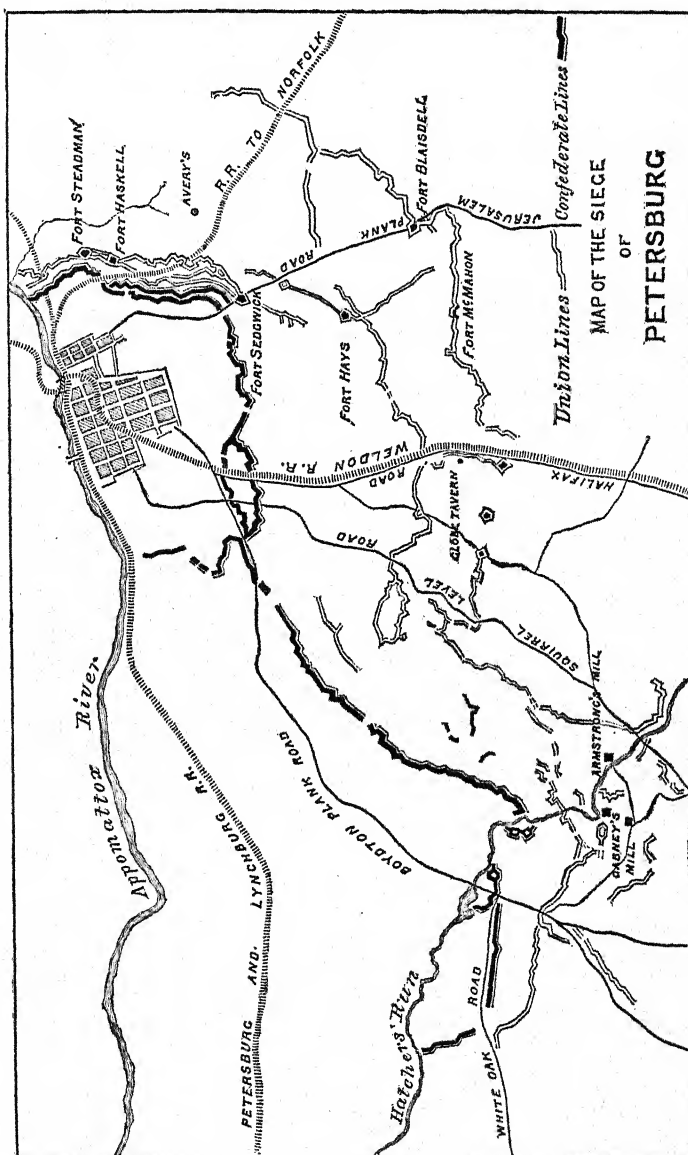 Appomattox River
PETERSBURG AND. LYNCHBURG R.R.
Hatchers' Run
WHITE OAK ROAD
BOYDTON PLANK ROAD
FORT STEADMAN
FORT HASKELL
AVERY'S
R.R. TO NORFOLK
FORT SEDGWICK
JERUSALEM PLANK ROAD
FORT BLAISDELL
FORT HAYS
FORT McMAHON
WELDON R.R.
HALIFAX ROAD
GLOBE TAVERN
SQUIRREL LEVEL ROAD
ARMSTRONG'S MILL
MILL
Union Lines
Confederate Lines
MAP OF THE SIEGE
OF
PETERSBURG